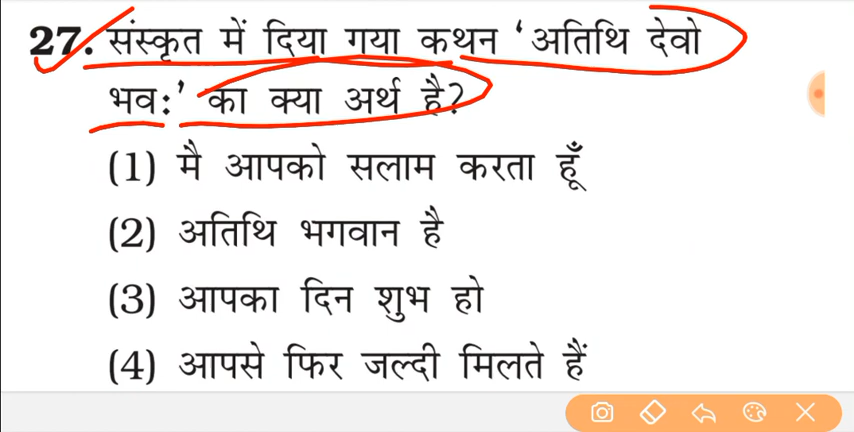 27. संस्कृत में दिया गया कथन ‘अतिथि देवो
भव:’ का क्या अर्थ है?
(1) मै आपको सलाम करता हूँ
(2) अतिथि भगवान है
(3) आपका दिन शुभ हो
(4) आपसे फिर जल्दी मिलते हैं